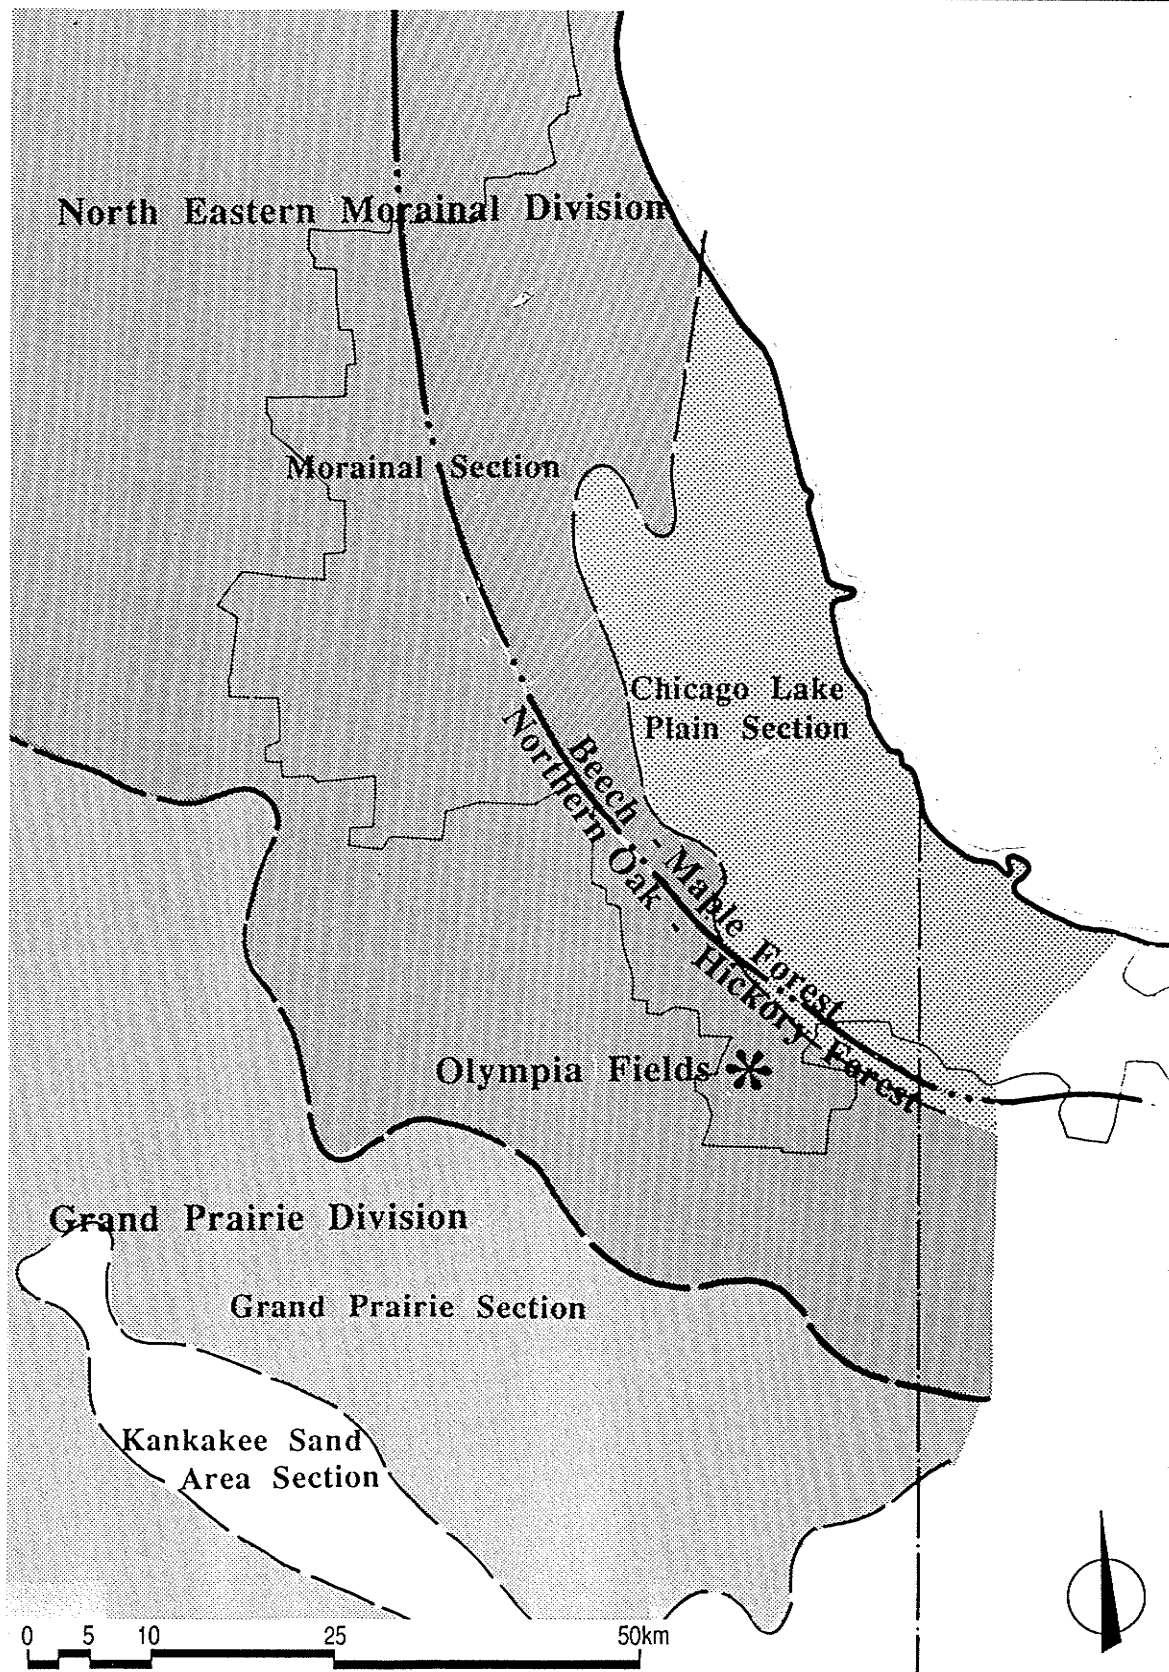 North Eastern Morainal Division
Morainal Section
Chicago Lake
Plain Section
Beech - Maple Forest
Northern Oak - Hickory Forest
Olympia Fields
Grand Prairie Division
Grand Prairie Section
Kankakee Sand
Area Section
0 5 10 25 50km